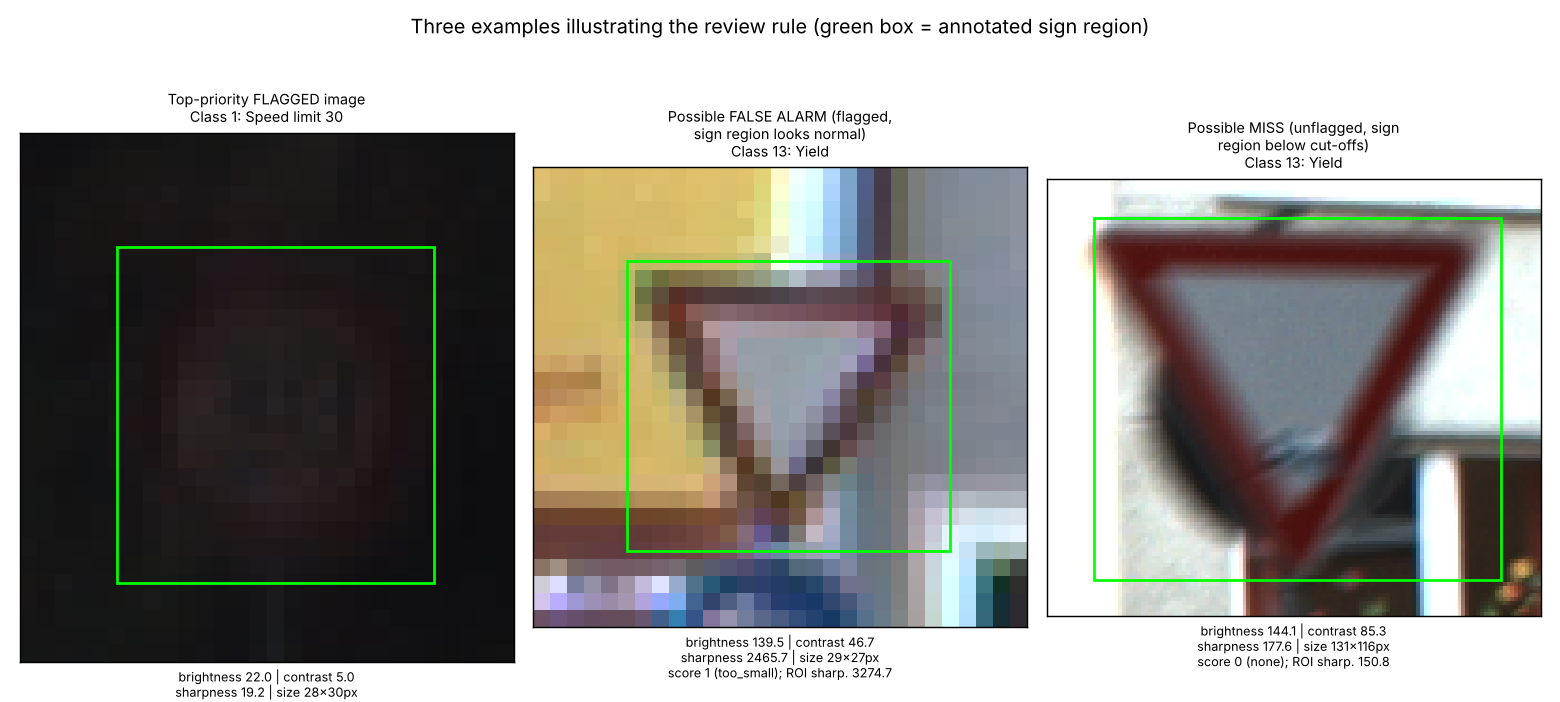 Three examples illustrating the review rule (green box = annotated sign region)
Top-priority FLAGGED image
Class 1: Speed limit 30
brightness 22.0 | contrast 5.0
sharpness 19.2 | size 28×30px
Possible FALSE ALARM (flagged,
sign region looks normal)
Class 13: Yield
brightness 139.5 | contrast 46.7
sharpness 2465.7 | size 29×27px
score 1 (too_small); ROI sharp. 3274.7
Possible MISS (unflagged, sign
region below cut-offs)
Class 13: Yield
brightness 144.1 | contrast 85.3
sharpness 177.6 | size 131×116px
score 0 (none); ROI sharp. 150.8